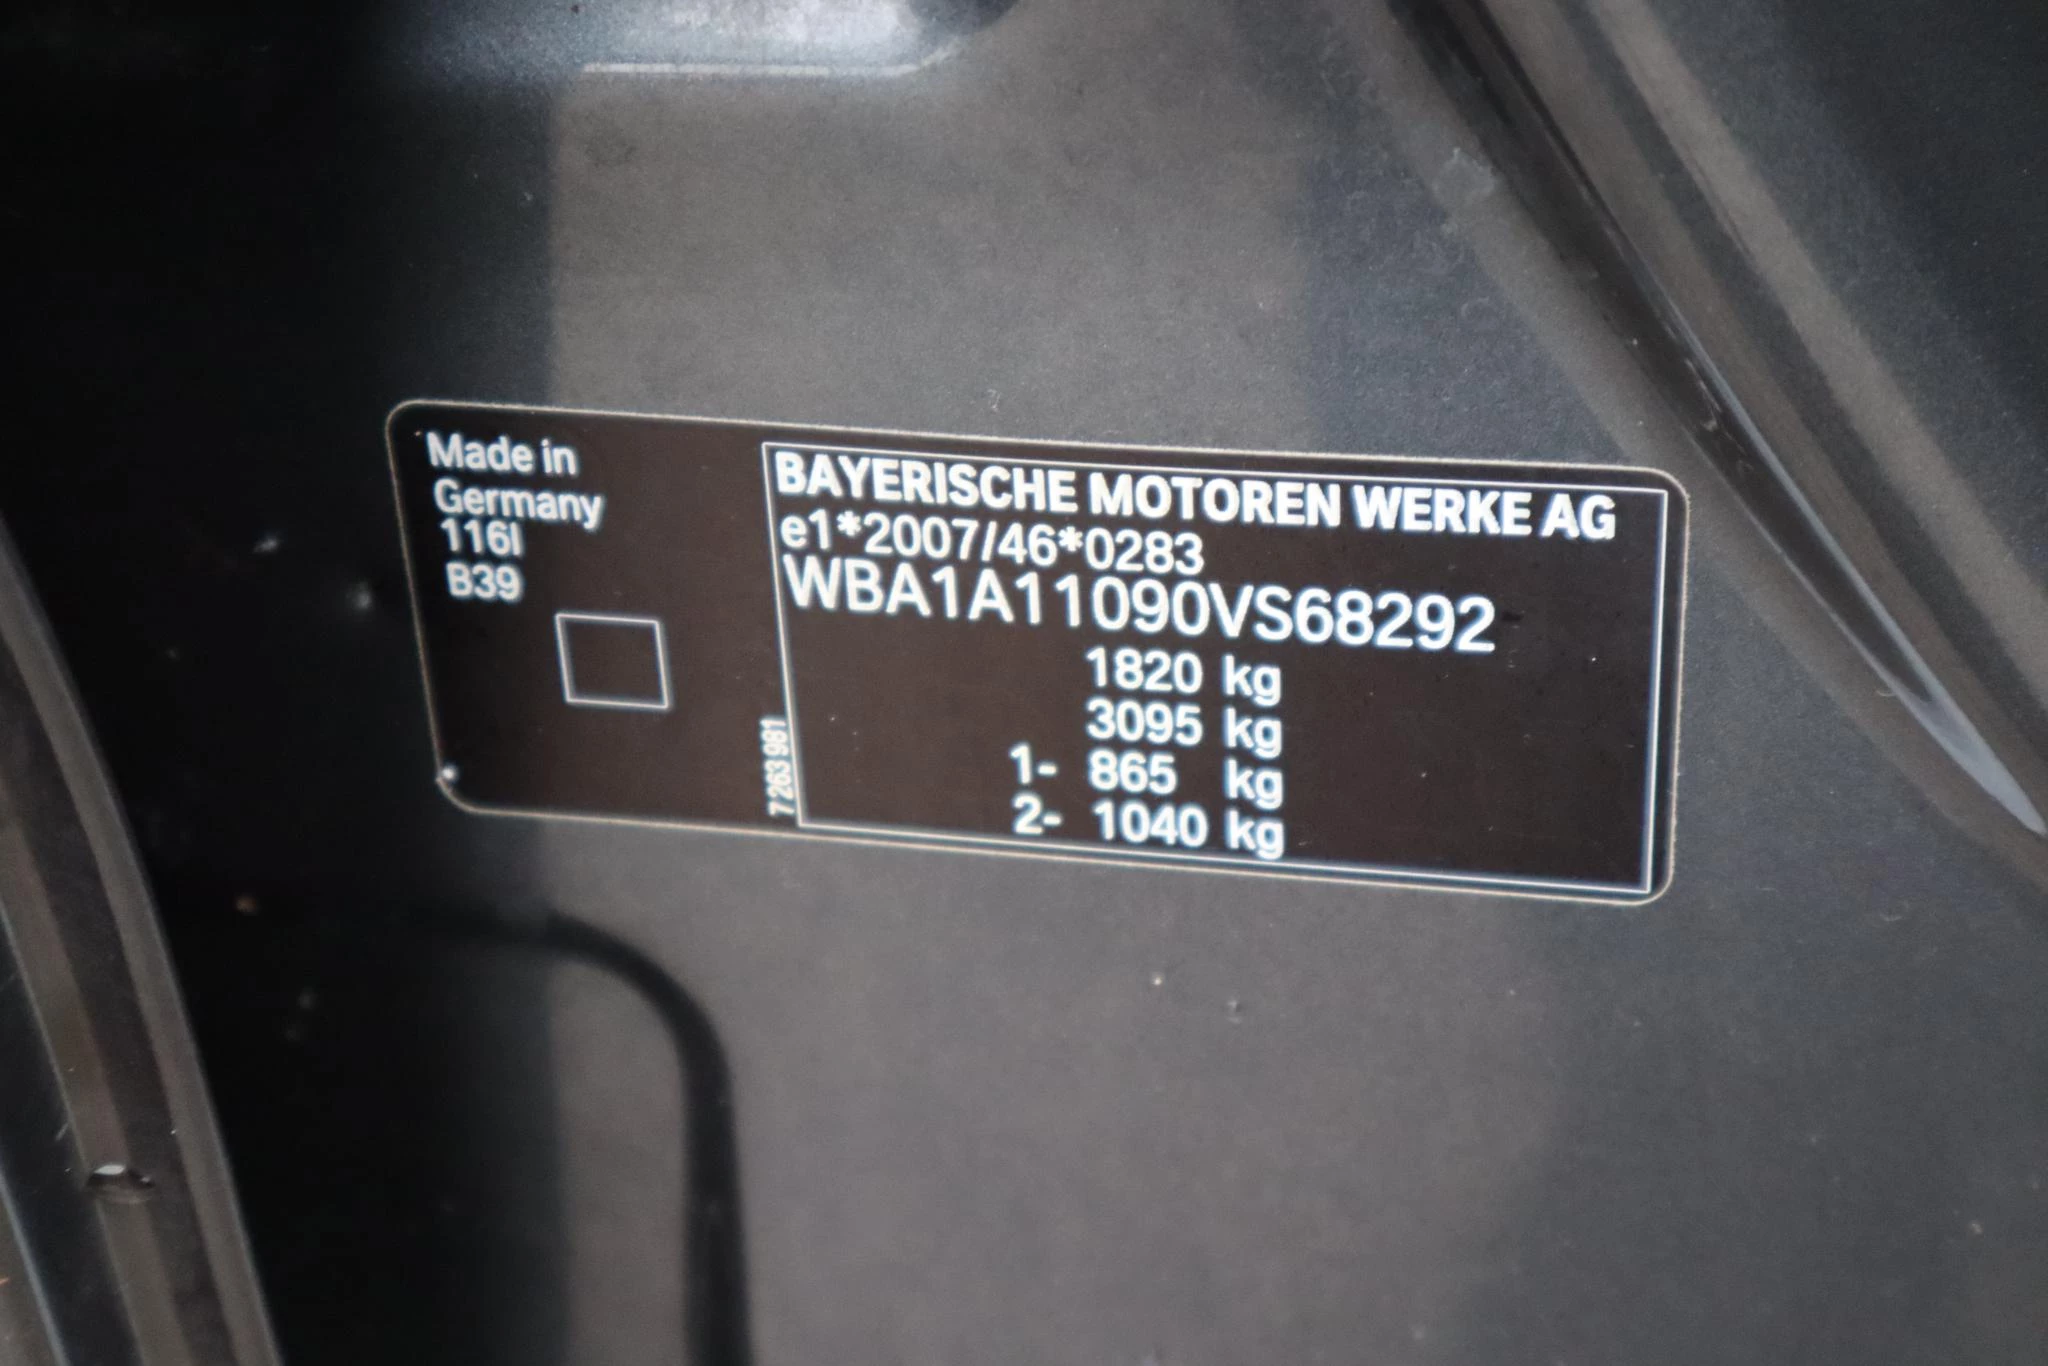 Made in
Germany
116I
B39
7 263 981
BAYERISCHE MOTOREN WERKE AG
e1*2007/46*0283
WBA1A11090VS68292
1820 kg
3095 kg
1- 865 kg
2- 1040 kg